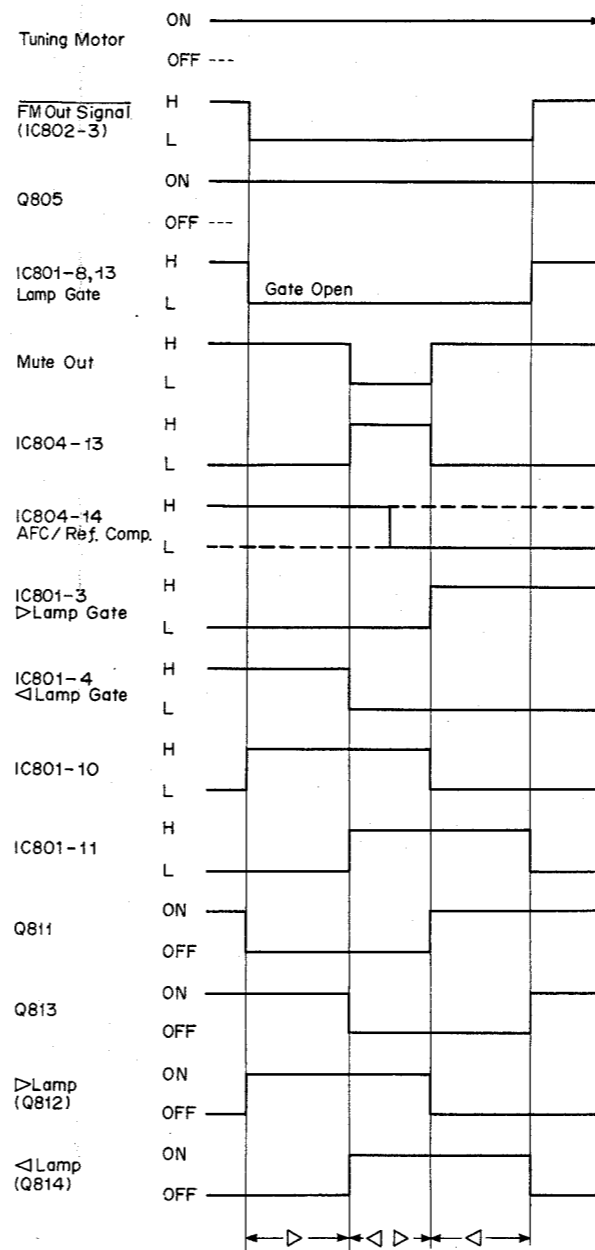 Tuning Motor ON
OFF
FM Out Signal H
(IC802-3) L
Q805 ON
OFF
IC801-8,13 H
Lamp Gate L Gate Open
Mute Out H
L
IC804-13 H
L
IC804-14 H
AFC/Ref. Comp. L
IC801-3 H
▷Lamp Gate L
IC801-4 H
◁Lamp Gate L
IC801-10 H
L
IC801-11 H
L
Q811 ON
OFF
Q813 ON
OFF
▷Lamp ON
(Q812) OFF
◁Lamp ON
(Q814) OFF
▷ ◁ ▷ ◁